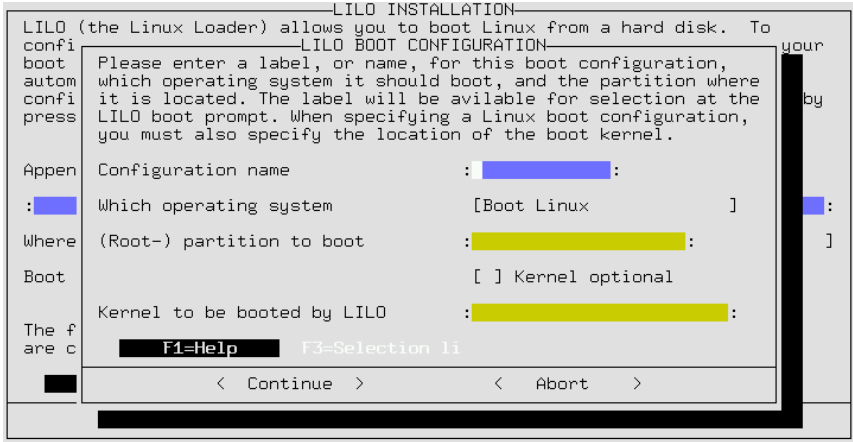 LILO INSTALLATION
LILO (the Linux Loader) allows you to boot Linux from a hard disk. To
confi
LILO BOOT CONFIGURATION
your
boot
Please enter a label, or name, for this boot configuration,
autom
which operating system it should boot, and the partition where
confi
it is located. The label will be avilable for selection at the
by
press
LILO boot prompt. When specifying a Linux boot configuration,
you must also specify the location of the boot kernel.
Appen
Configuration name : :
: Which operating system [Boot Linux ] :
Where
(Root-) partition to boot : :
]
Boot
[ ] Kernel optional
Kernel to be booted by LILO : :
The f
are c
F1=Help F3=Selection li
< Continue > < Abort >